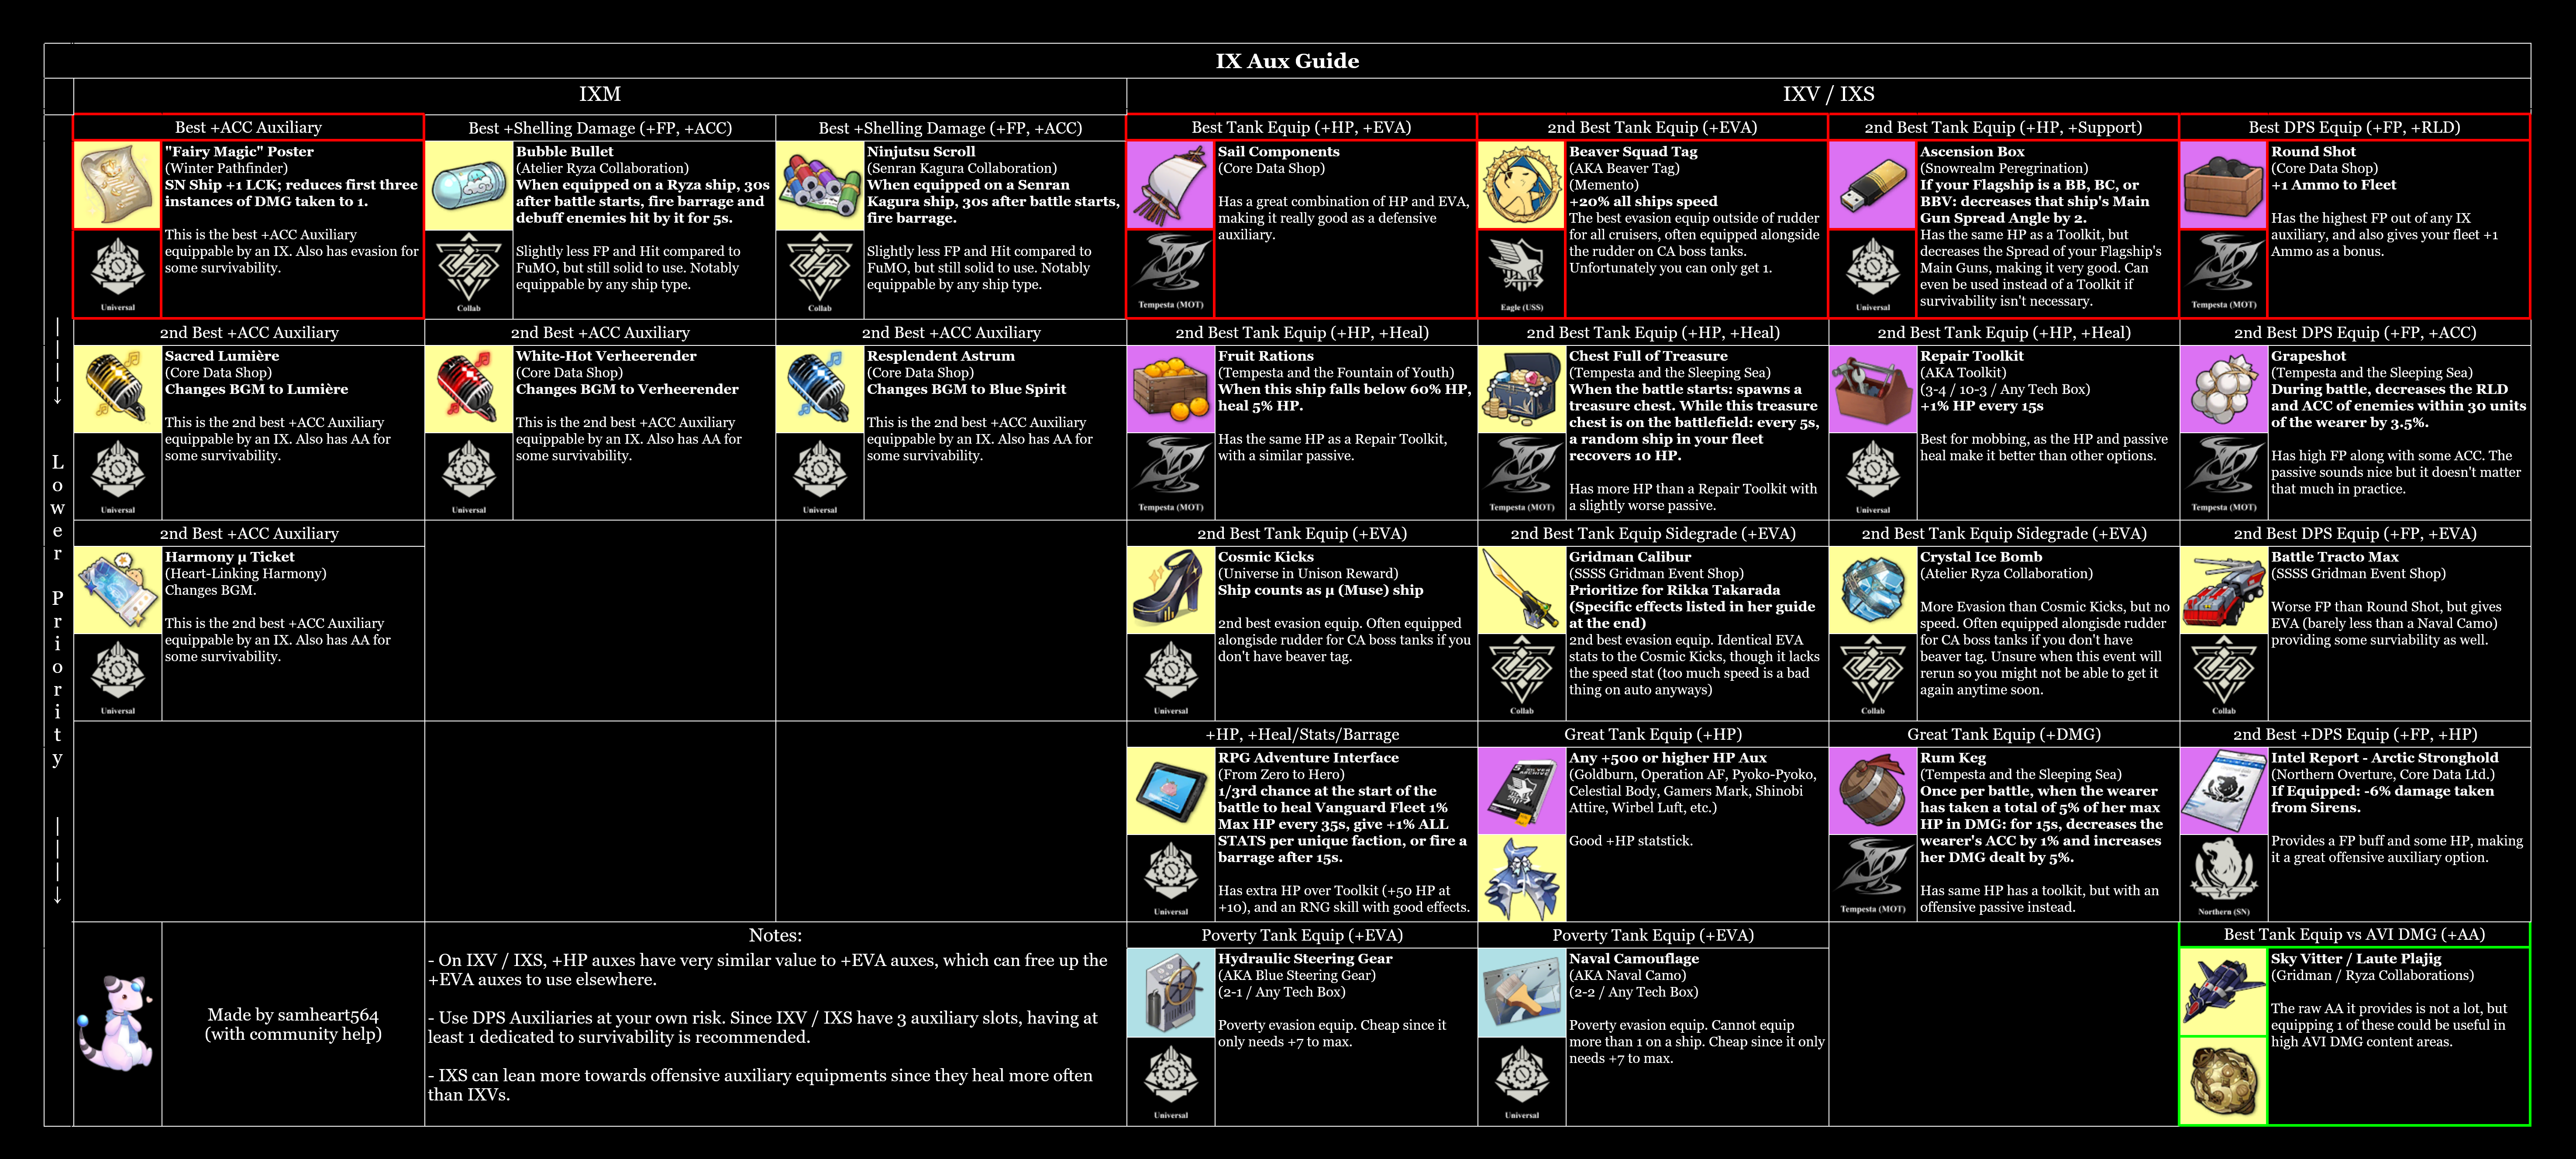 IX Aux Guide
IXM
IXV / IXS
Lower Priority
Best +ACC Auxiliary
"Fairy Magic" Poster
(Winter Pathfinder)
SN Ship +1 LCK; reduces first three
instances of DMG taken to 1.
This is the best +ACC Auxiliary
equippable by an IX. Also has evasion for
some survivability.
Universal
Best +Shelling Damage (+FP, +ACC)
Bubble Bullet
(Atelier Ryza Collaboration)
When equipped on a Ryza ship, 30s
after battle starts, fire barrage and
debuff enemies hit by it for 5s.
Slightly less FP and Hit compared to
FuMO, but still solid to use. Notably
equippable by any ship type.
Collab
Best +Shelling Damage (+FP, +ACC)
Ninjutsu Scroll
(Senran Kagura Collaboration)
When equipped on a Senran
Kagura ship, 30s after battle starts,
fire barrage.
Slightly less FP and Hit compared to
FuMO, but still solid to use. Notably
equippable by any ship type.
Collab
Best Tank Equip (+HP, +EVA)
Sail Components
(Core Data Shop)
Has a great combination of HP and EVA,
making it really good as a defensive
auxiliary.
Tempesta (MOT)
2nd Best Tank Equip (+EVA)
Beaver Squad Tag
(AKA Beaver Tag)
(Memento)
+20% all ships speed
The best evasion equip outside of rudder
for all cruisers, often equipped alongside
the rudder on CA boss tanks.
Unfortunately you can only get 1.
Eagle (USS)
2nd Best Tank Equip (+HP, +Support)
Ascension Box
(Snowrealm Peregrination)
If your Flagship is a BB, BC, or
BBV: decreases that ship's Main
Gun Spread Angle by 2.
Has the same HP as a Toolkit, but
decreases the Spread of your Flagship's
Main Guns, making it very good. Can
even be used instead of a Toolkit if
survivability isn't necessary.
Universal
Best DPS Equip (+FP, +RLD)
Round Shot
(Core Data Shop)
+1 Ammo to Fleet
Has the highest FP out of any IX
auxiliary, and also gives your fleet +1
Ammo as a bonus.
Tempesta (MOT)
2nd Best +ACC Auxiliary
Sacred Lumière
(Core Data Shop)
Changes BGM to Lumière
This is the 2nd best +ACC Auxiliary
equippable by an IX. Also has AA for
some survivability.
Universal
2nd Best +ACC Auxiliary
White-Hot Verheerender
(Core Data Shop)
Changes BGM to Verheerender
This is the 2nd best +ACC Auxiliary
equippable by an IX. Also has AA for
some survivability.
Universal
2nd Best +ACC Auxiliary
Resplendent Astrum
(Core Data Shop)
Changes BGM to Blue Spirit
This is the 2nd best +ACC Auxiliary
equippable by an IX. Also has AA for
some survivability.
Universal
2nd Best Tank Equip (+HP, +Heal)
Fruit Rations
(Tempesta and the Fountain of Youth)
When this ship falls below 60% HP,
heal 5% HP.
Has the same HP as a Repair Toolkit,
with a similar passive.
Tempesta (MOT)
2nd Best Tank Equip (+HP, +Heal)
Chest Full of Treasure
(Tempesta and the Sleeping Sea)
When the battle starts: spawns a
treasure chest. While this treasure
chest is on the battlefield: every 5s,
a random ship in your fleet
recovers 10 HP.
Has more HP than a Repair Toolkit with
a slightly worse passive.
Tempesta (MOT)
2nd Best Tank Equip (+HP, +Heal)
Repair Toolkit
(AKA Toolkit)
(3-4 / 10-3 / Any Tech Box)
+1% HP every 15s
Best for mobbing, as the HP and passive
heal make it better than other options.
Universal
2nd Best DPS Equip (+FP, +ACC)
Grapeshot
(Tempesta and the Sleeping Sea)
During battle, decreases the RLD
and ACC of enemies within 30 units
of the wearer by 3.5%.
Has high FP along with some ACC. The
passive sounds nice but it doesn't matter
that much in practice.
Tempesta (MOT)
2nd Best +ACC Auxiliary
Harmony μ Ticket
(Heart-Linking Harmony)
Changes BGM.
This is the 2nd best +ACC Auxiliary
equippable by an IX. Also has AA for
some survivability.
Universal
2nd Best Tank Equip (+EVA)
Cosmic Kicks
(Universe in Unison Reward)
Ship counts as μ (Muse) ship
2nd best evasion equip. Often equipped
alongisde rudder for CA boss tanks if you
don't have beaver tag.
Universal
2nd Best Tank Equip Sidegrade (+EVA)
Gridman Calibur
(SSSS Gridman Event Shop)
Prioritize for Rikka Takarada
(Specific effects listed in her guide
at the end)
2nd best evasion equip. Identical EVA
stats to the Cosmic Kicks, though it lacks
the speed stat (too much speed is a bad
thing on auto anyways)
Collab
2nd Best Tank Equip Sidegrade (+EVA)
Crystal Ice Bomb
(Atelier Ryza Collaboration)
More Evasion than Cosmic Kicks, but no
speed. Often equipped alongisde rudder
for CA boss tanks if you don't have
beaver tag. Unsure when this event will
rerun so you might not be able to get it
again anytime soon.
Collab
2nd Best DPS Equip (+FP, +EVA)
Battle Tracto Max
(SSSS Gridman Event Shop)
Worse FP than Round Shot, but gives
EVA (barely less than a Naval Camo)
providing some surviability as well.
Collab
+HP, +Heal/Stats/Barrage
RPG Adventure Interface
(From Zero to Hero)
1/3rd chance at the start of the
battle to heal Vanguard Fleet 1%
Max HP every 35s, give +1% ALL
STATS per unique faction, or fire a
barrage after 15s.
Has extra HP over Toolkit (+50 HP at
+10), and an RNG skill with good effects.
Universal
Great Tank Equip (+HP)
Any +500 or higher HP Aux
(Goldburn, Operation AF, Pyoko-Pyoko,
Celestial Body, Gamers Mark, Shinobi
Attire, Wirbel Luft, etc.)
Good +HP statstick.
Great Tank Equip (+DMG)
Rum Keg
(Tempesta and the Sleeping Sea)
Once per battle, when the wearer
has taken a total of 5% of her max
HP in DMG: for 15s, decreases the
wearer's ACC by 1% and increases
her DMG dealt by 5%.
Has same HP has a toolkit, but with an
offensive passive instead.
Tempesta (MOT)
2nd Best +DPS Equip (+FP, +HP)
Intel Report - Arctic Stronghold
(Northern Overture, Core Data Ltd.)
If Equipped: -6% damage taken
from Sirens.
Provides a FP buff and some HP, making
it a great offensive auxiliary option.
Northern (SN)
Made by samheart564
(with community help)
Notes:
- On IXV / IXS, +HP auxes have very similar value to +EVA auxes, which can free up the
+EVA auxes to use elsewhere.
- Use DPS Auxiliaries at your own risk. Since IXV / IXS have 3 auxiliary slots, having at
least 1 dedicated to survivability is recommended.
- IXS can lean more towards offensive auxiliary equipments since they heal more often
than IXVs.
Poverty Tank Equip (+EVA)
Hydraulic Steering Gear
(AKA Blue Steering Gear)
(2-1 / Any Tech Box)
Poverty evasion equip. Cheap since it
only needs +7 to max.
Universal
Poverty Tank Equip (+EVA)
Naval Camouflage
(AKA Naval Camo)
(2-2 / Any Tech Box)
Poverty evasion equip. Cannot equip
more than 1 on a ship. Cheap since it only
needs +7 to max.
Universal
Best Tank Equip vs AVI DMG (+AA)
Sky Vitter / Laute Plajig
(Gridman / Ryza Collaborations)
The raw AA it provides is not a lot, but
equipping 1 of these could be useful in
high AVI DMG content areas.